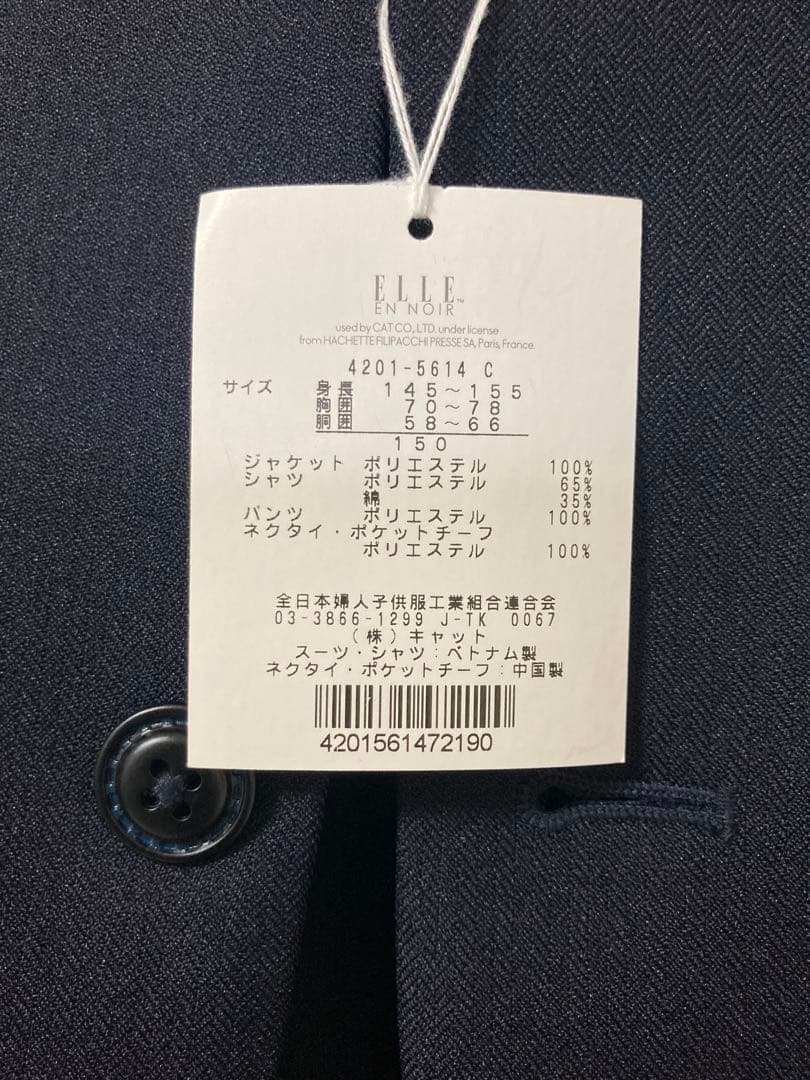 ELLE™
EN NOIR
used by CAT CO., LTD. under license
from HACHETTE FILIPACCHI PRESSE SA, Paris, France.
4201-5614 C
サイズ 身長 145～155
胸囲 70～78
胴囲 58～66
150
ジャケット ポリエステル 100%
シャツ ポリエステル 65%
綿 35%
パンツ ポリエステル 100%
ネクタイ・ポケットチーフ
ポリエステル 100%
全日本婦人子供服工業組合連合会
03-3866-1299 J-TK 0067
(株)キャット
スーツ・シャツ:ベトナム製
ネクタイ・ポケットチーフ:中国製
4201561472190